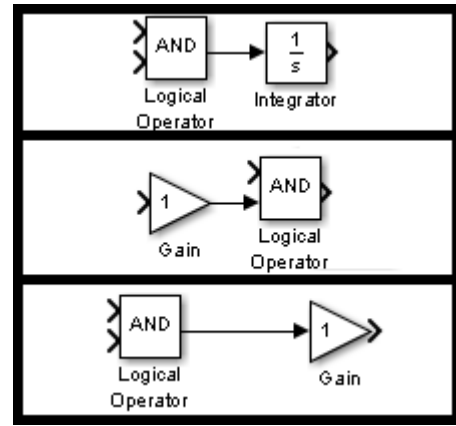 AND
1
s
Logical
Operator
Integrator
1
AND
Gain
Logical
Operator
AND
1
Logical
Operator
Gain